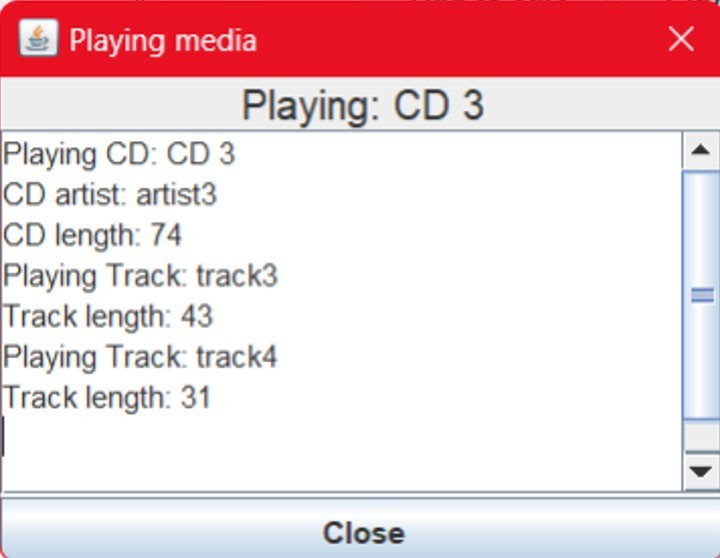 Playing media
Playing: CD 3
Playing CD: CD 3
CD artist: artist3
CD length: 74
Playing Track: track3
Track length: 43
Playing Track: track4
Track length: 31
Close